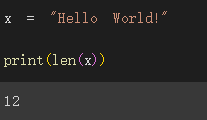 x = "Hello World!"
print(len(x))
12